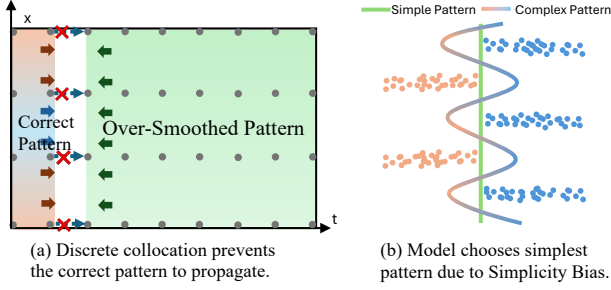 x
Correct
Pattern
Over-Smoothed Pattern
t
(a) Discrete collocation prevents
the correct pattern to propagate.
Simple Pattern
Complex Pattern
(b) Model chooses simplest
pattern due to Simplicity Bias.